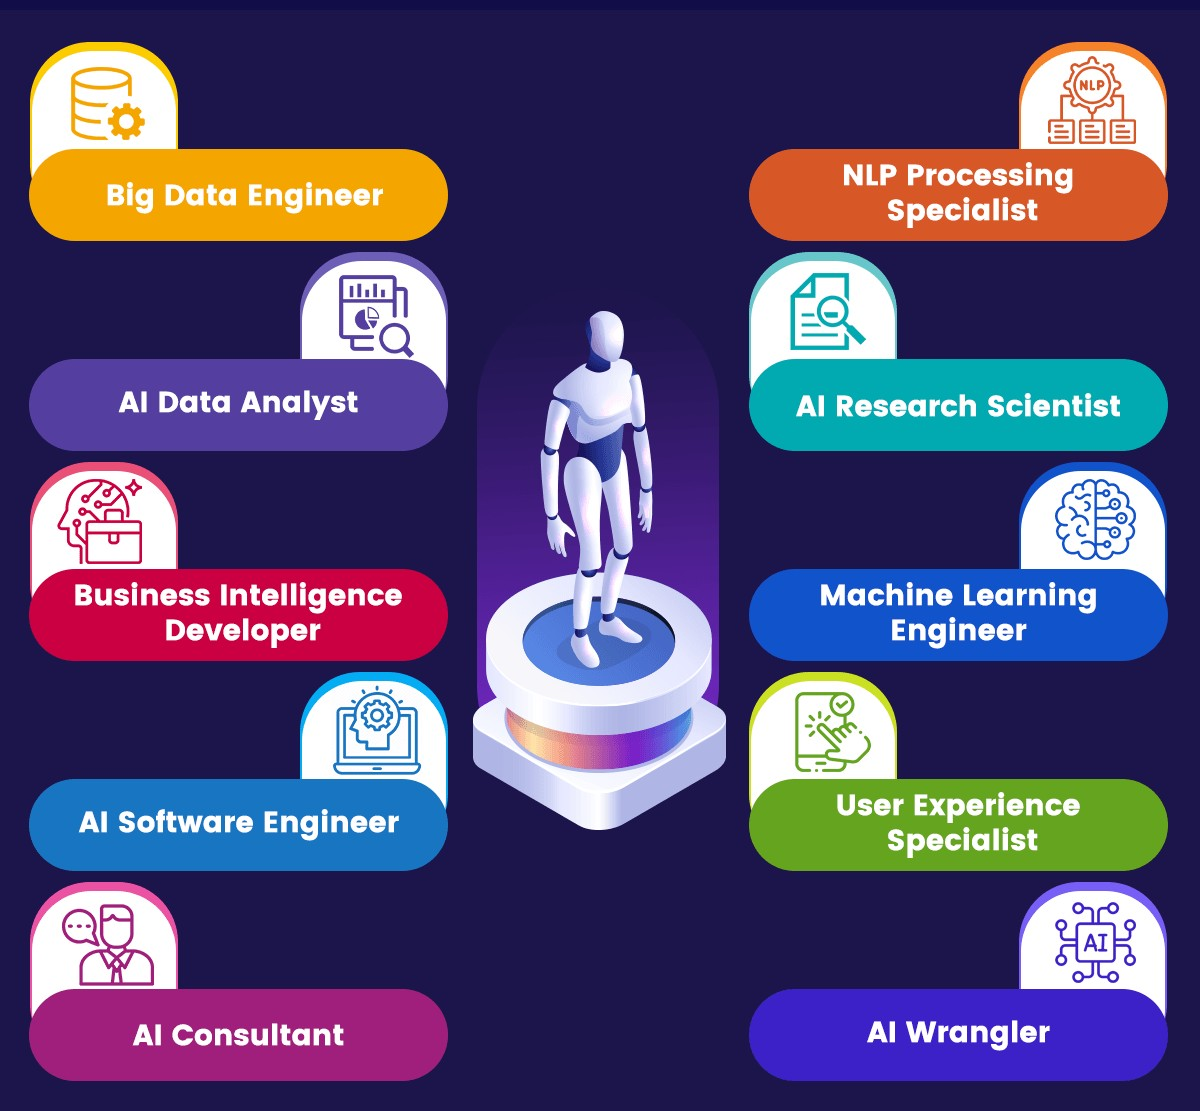 Big Data Engineer
AI Data Analyst
Business Intelligence
Developer
AI Software Engineer
AI Consultant
NLP
NLP Processing
Specialist
AI Research Scientist
Machine Learning
Engineer
User Experience
Specialist
AI
AI Wrangler